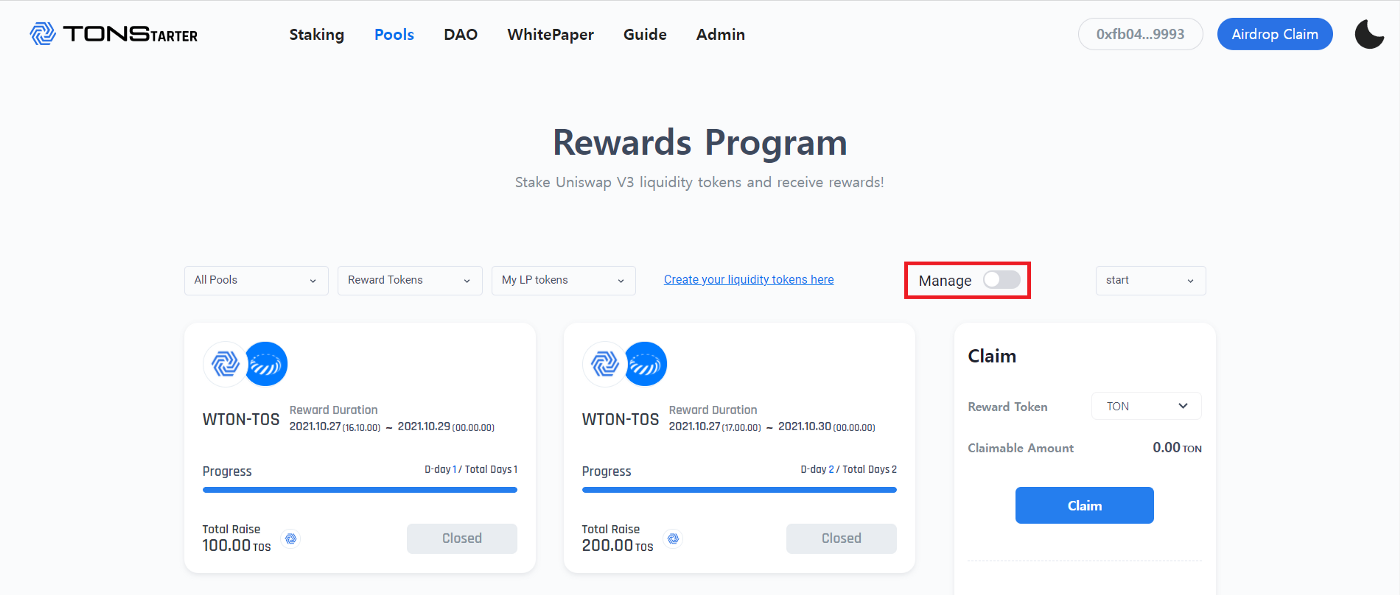 TONSTARTER Staking Pools DAO WhitePaper Guide Admin 0xfb04...9993 Airdrop Claim
Rewards Program
Stake Uniswap V3 liquidity tokens and receive rewards!
All Pools Reward Tokens My LP tokens Create your liquidity tokens here Manage start
WTON-TOS
Reward Duration
2021.10.27 (16.10.00) ~ 2021.10.29 (00.00.00)
Progress D-day 1 / Total Days 1
Total Raise
100.00 TOS
Closed
WTON-TOS
Reward Duration
2021.10.27 (17.00.00) ~ 2021.10.30 (00.00.00)
Progress D-day 2 / Total Days 2
Total Raise
200.00 TOS
Closed
Claim
Reward Token TON
Claimable Amount 0.00 TON
Claim